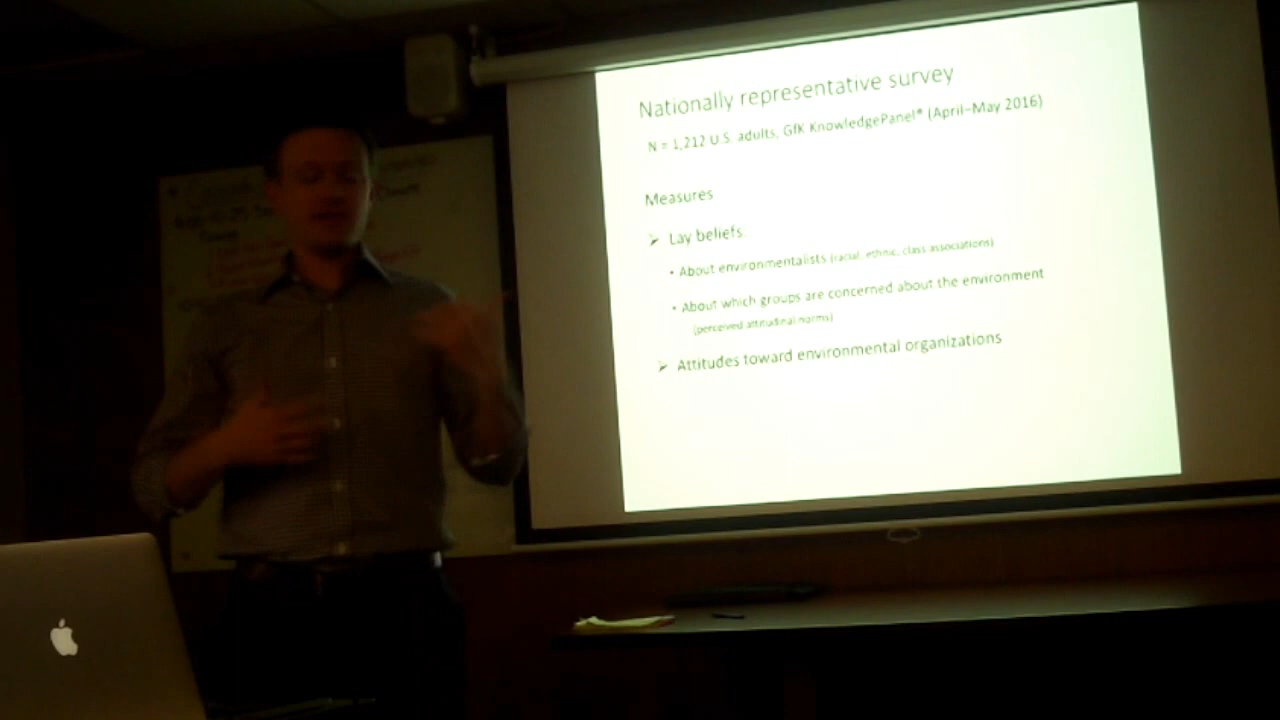 Nationally representative survey
N = 1,212 U.S. adults, GfK KnowledgePanel® (April–May 2016)
Measures
➢ Lay beliefs:
• About environmentalists (racial, ethnic, class associations)
• About which groups are concerned about the environment
(perceived attitudinal norms)
➢ Attitudes toward environmental organizations